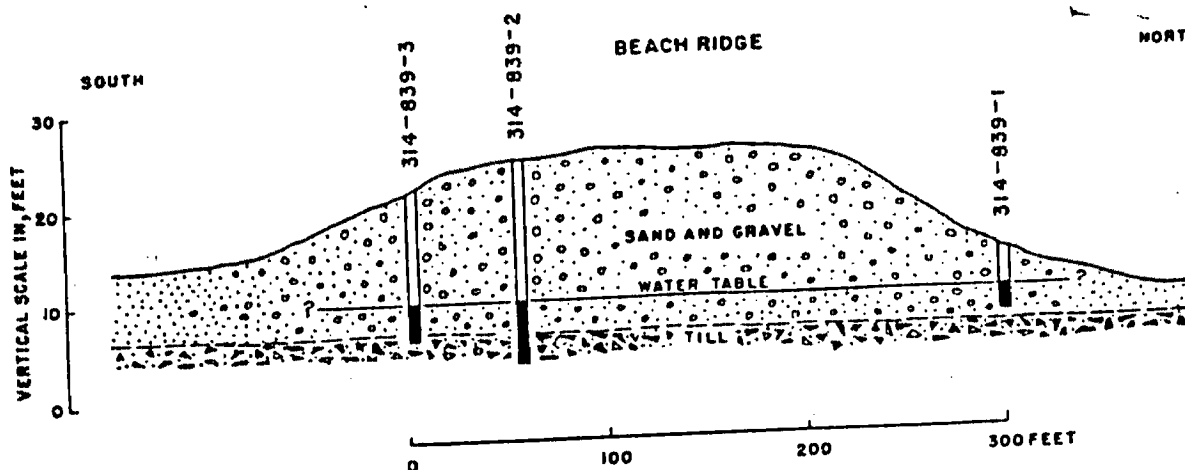 BEACH RIDGE
SOUTH
NORT
314-839-3
314-839-2
314-839-1
VERTICAL SCALE IN, FEET
30
20
10
0
SAND AND GRAVEL
WATER TABLE
?
?
TILL
0
100
200
300 FEET